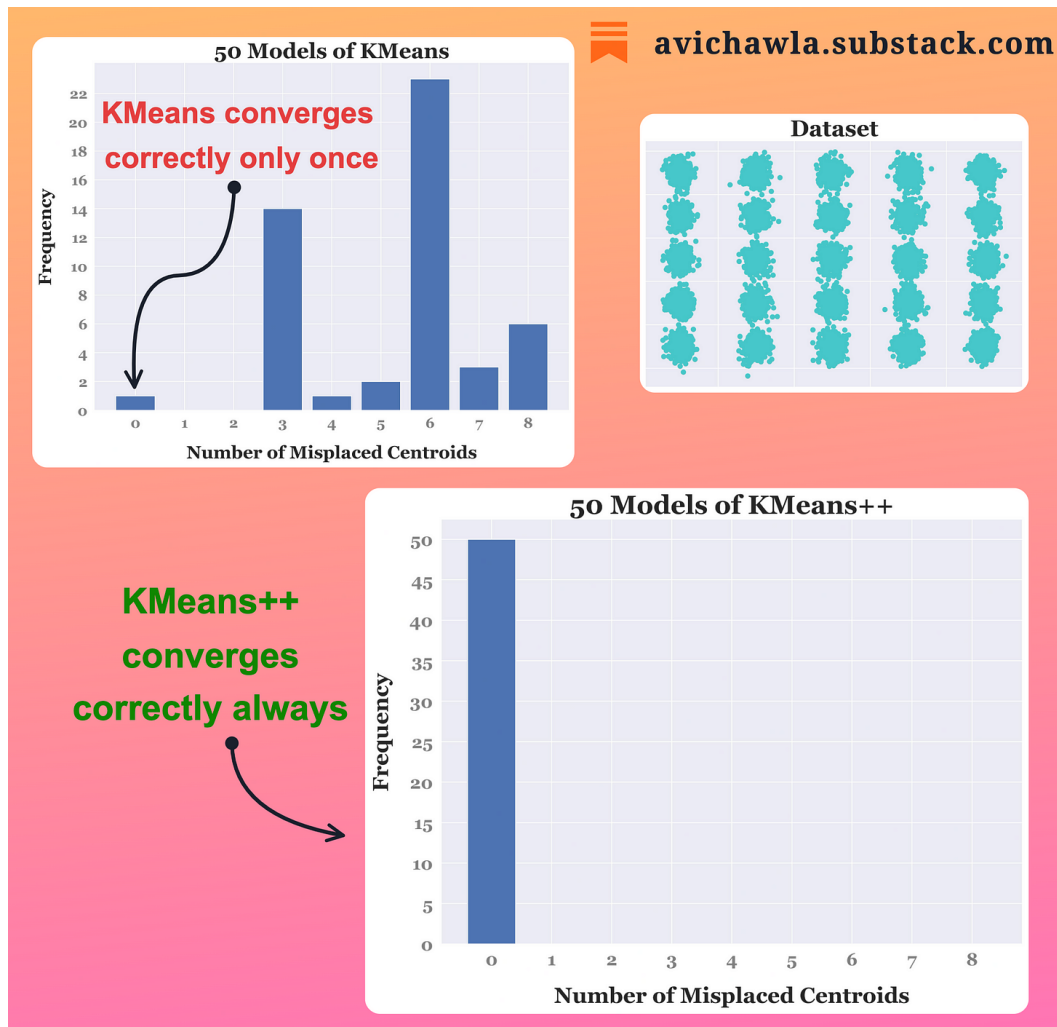 avichawla.substack.com
50 Models of KMeans
KMeans converges
correctly only once
Frequency
22
20
18
16
14
12
10
8
6
4
2
0
0 1 2 3 4 5 6 7 8
Number of Misplaced Centroids
Dataset
KMeans++
converges
correctly always
50 Models of KMeans++
Frequency
50
45
40
35
30
25
20
15
10
5
0
0 1 2 3 4 5 6 7 8
Number of Misplaced Centroids